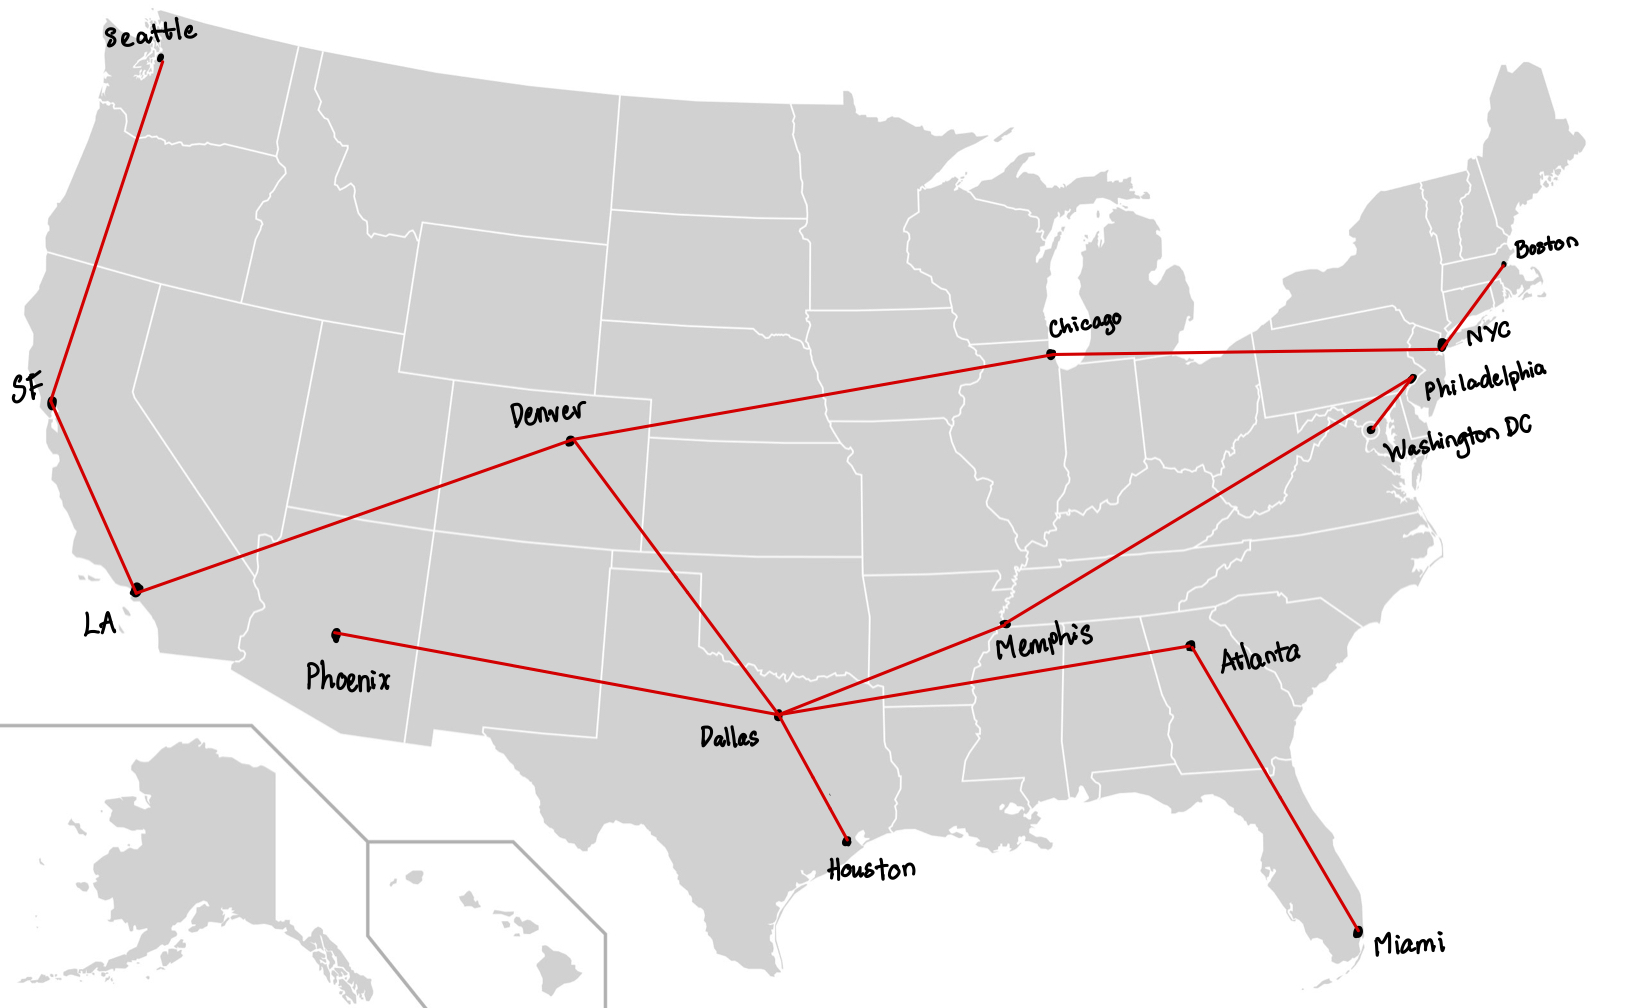 Seattle
Boston
Chicago
NYC
SF
Philadelphia
Denver
Washington DC
LA
Memphis
Atlanta
Phoenix
Dallas
Houston
Miami